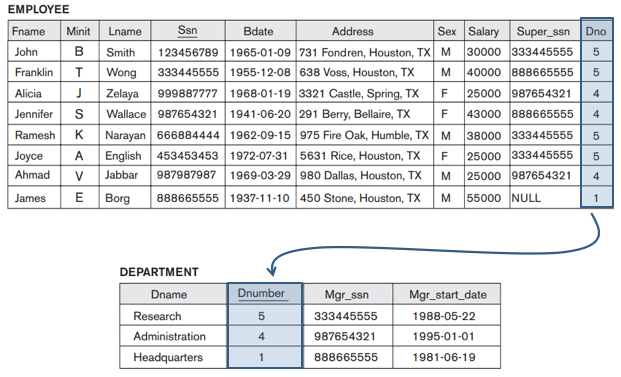 EMPLOYEE
Fname Minit Lname Ssn Bdate Address Sex Salary Super_ssn Dno
John B Smith 123456789 1965-01-09 731 Fondren, Houston, TX M 30000 333445555 5
Franklin T Wong 333445555 1955-12-08 638 Voss, Houston, TX M 40000 888665555 5
Alicia J Zelaya 999887777 1968-01-19 3321 Castle, Spring, TX F 25000 987654321 4
Jennifer S Wallace 987654321 1941-06-20 291 Berry, Bellaire, TX F 43000 888665555 4
Ramesh K Narayan 666884444 1962-09-15 975 Fire Oak, Humble, TX M 38000 333445555 5
Joyce A English 453453453 1972-07-31 5631 Rice, Houston, TX F 25000 333445555 5
Ahmad V Jabbar 987987987 1969-03-29 980 Dallas, Houston, TX M 25000 987654321 4
James E Borg 888665555 1937-11-10 450 Stone, Houston, TX M 55000 NULL 1
DEPARTMENT
Dname Dnumber Mgr_ssn Mgr_start_date
Research 5 333445555 1988-05-22
Administration 4 987654321 1995-01-01
Headquarters 1 888665555 1981-06-19